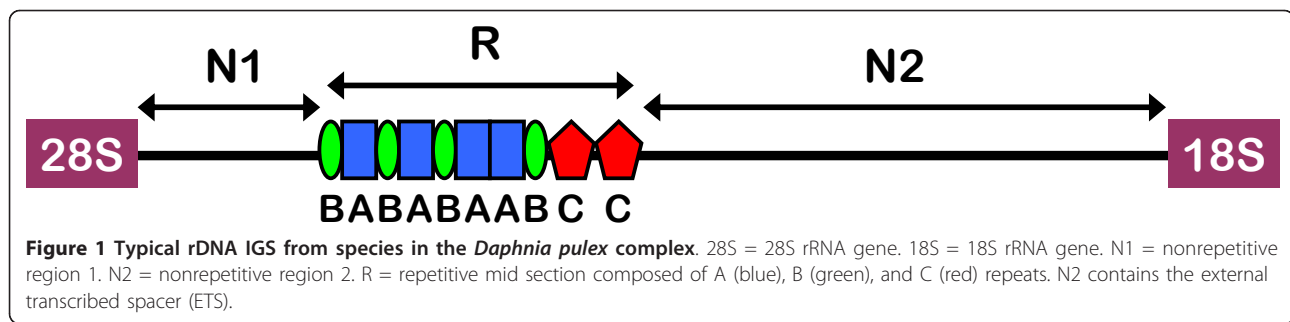 R
N1
N2
28S
18S
BABABAABC C
Figure 1 Typical rDNA IGS from species in the Daphnia pulex complex. 28S = 28S rRNA gene. 18S = 18S rRNA gene. N1 = nonrepetitive
region 1. N2 = nonrepetitive region 2. R = repetitive mid section composed of A (blue), B (green), and C (red) repeats. N2 contains the external
transcribed spacer (ETS).